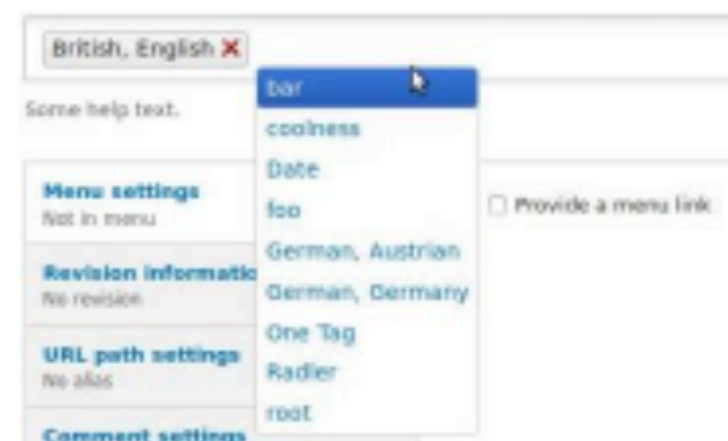 British, English ✕
bar
Some help text.
coolness
Date
Menu settings
Not in menu
foo
Provide a menu link
German, Austrian
Revision informatio
No revision
German, Germany
One Tag
URL path settings
No alias
Radler
root
Comment settings